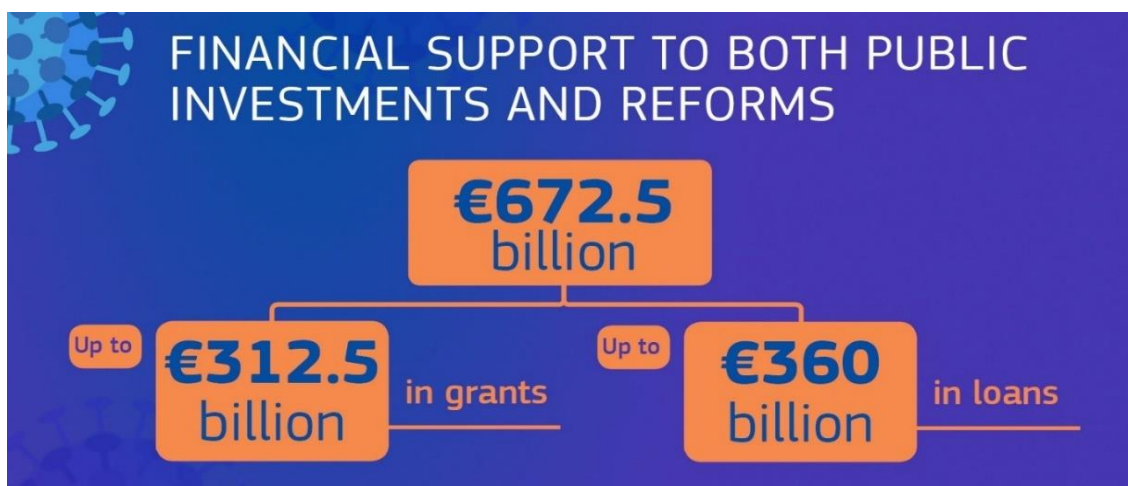 FINANCIAL SUPPORT TO BOTH PUBLIC
INVESTMENTS AND REFORMS
€672.5
billion
Up to
€312.5
billion
in grants
Up to
€360
billion
in loans